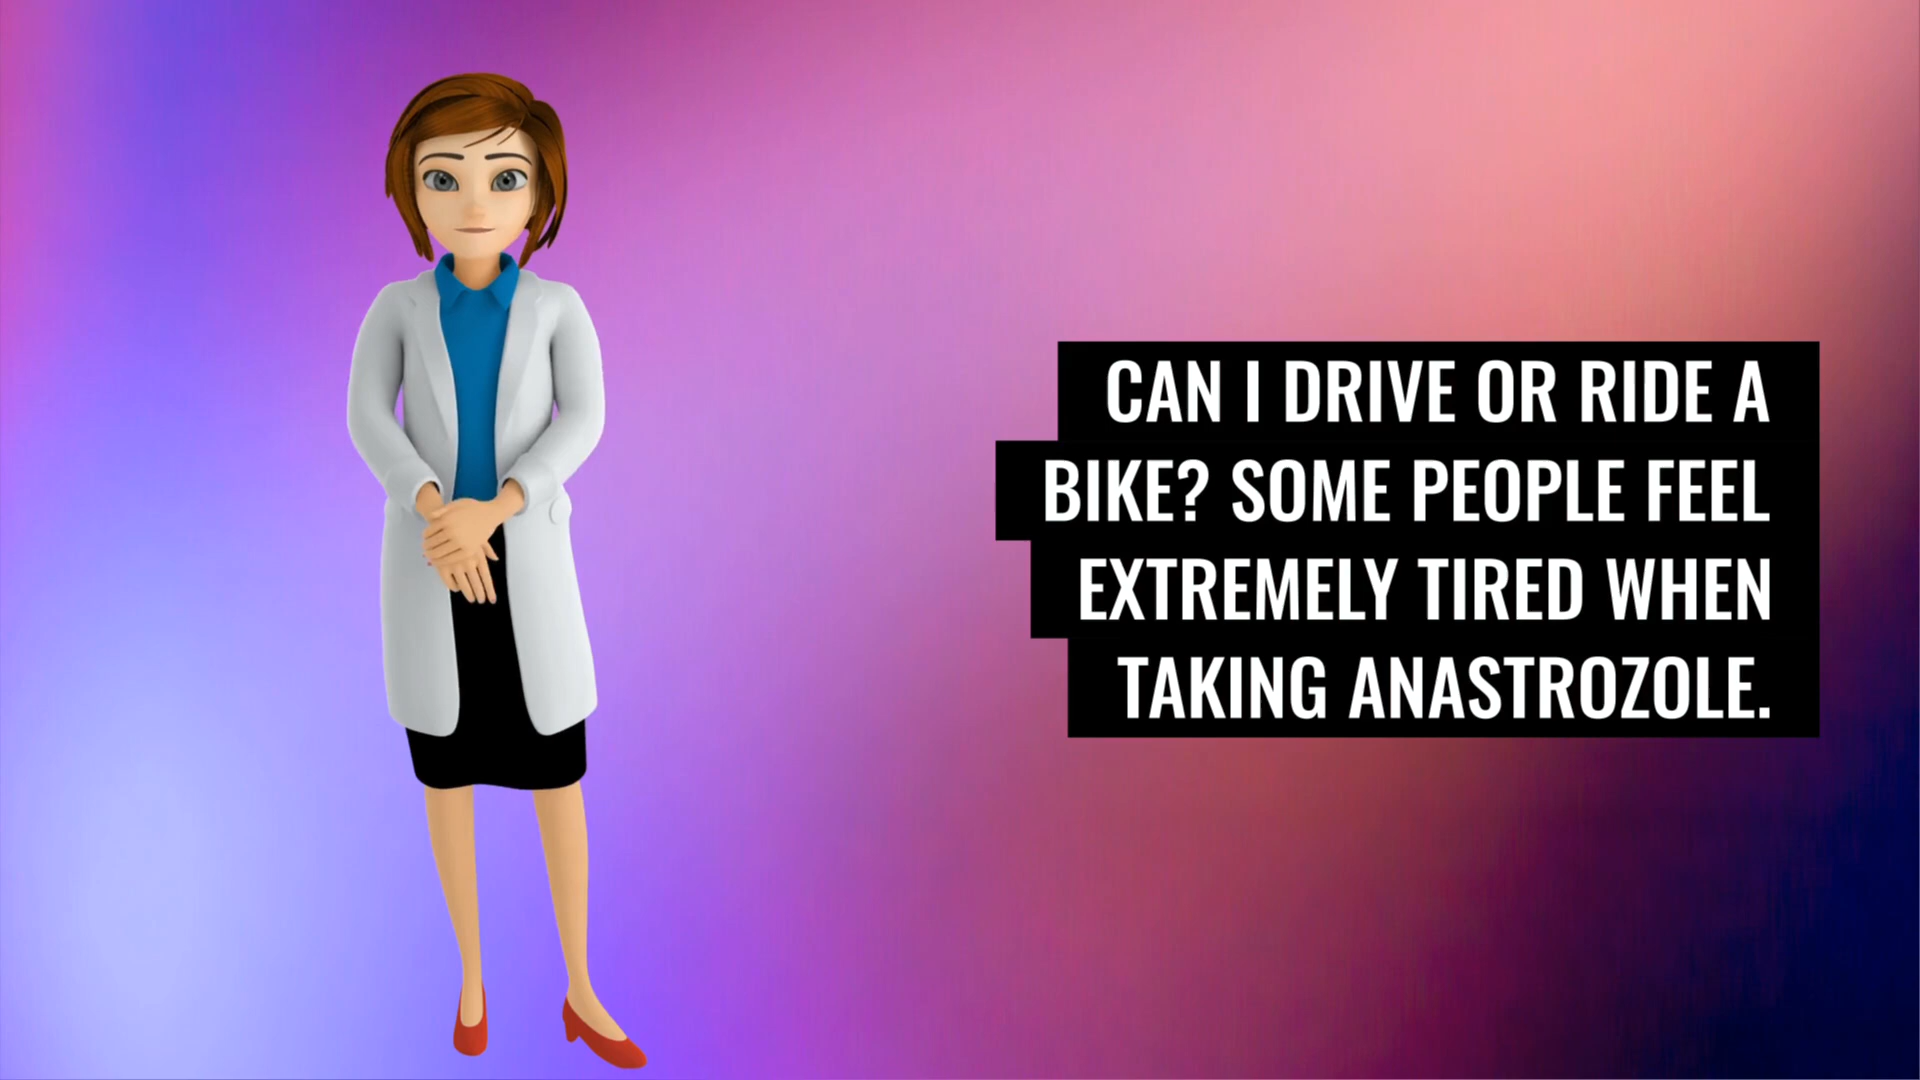 CAN I DRIVE OR RIDE A
BIKE? SOME PEOPLE FEEL
EXTREMELY TIRED WHEN
TAKING ANASTROZOLE.